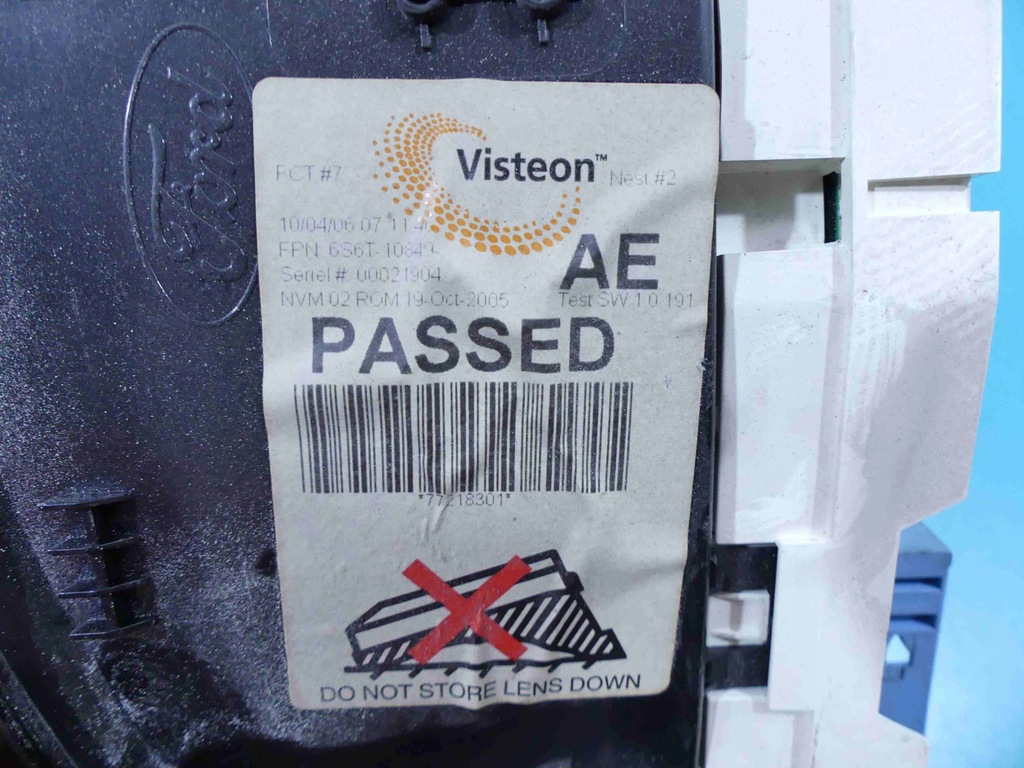 Ford
Visteon™
FCT #7 Nest #2
10/04/06 07 11
FPN 6S6T-10849-
AE
Serial # 00021904
NVM 02 ROM 19-Oct-2005 Test SW 1.0 191
PASSED
*77218301*
DO NOT STORE LENS DOWN